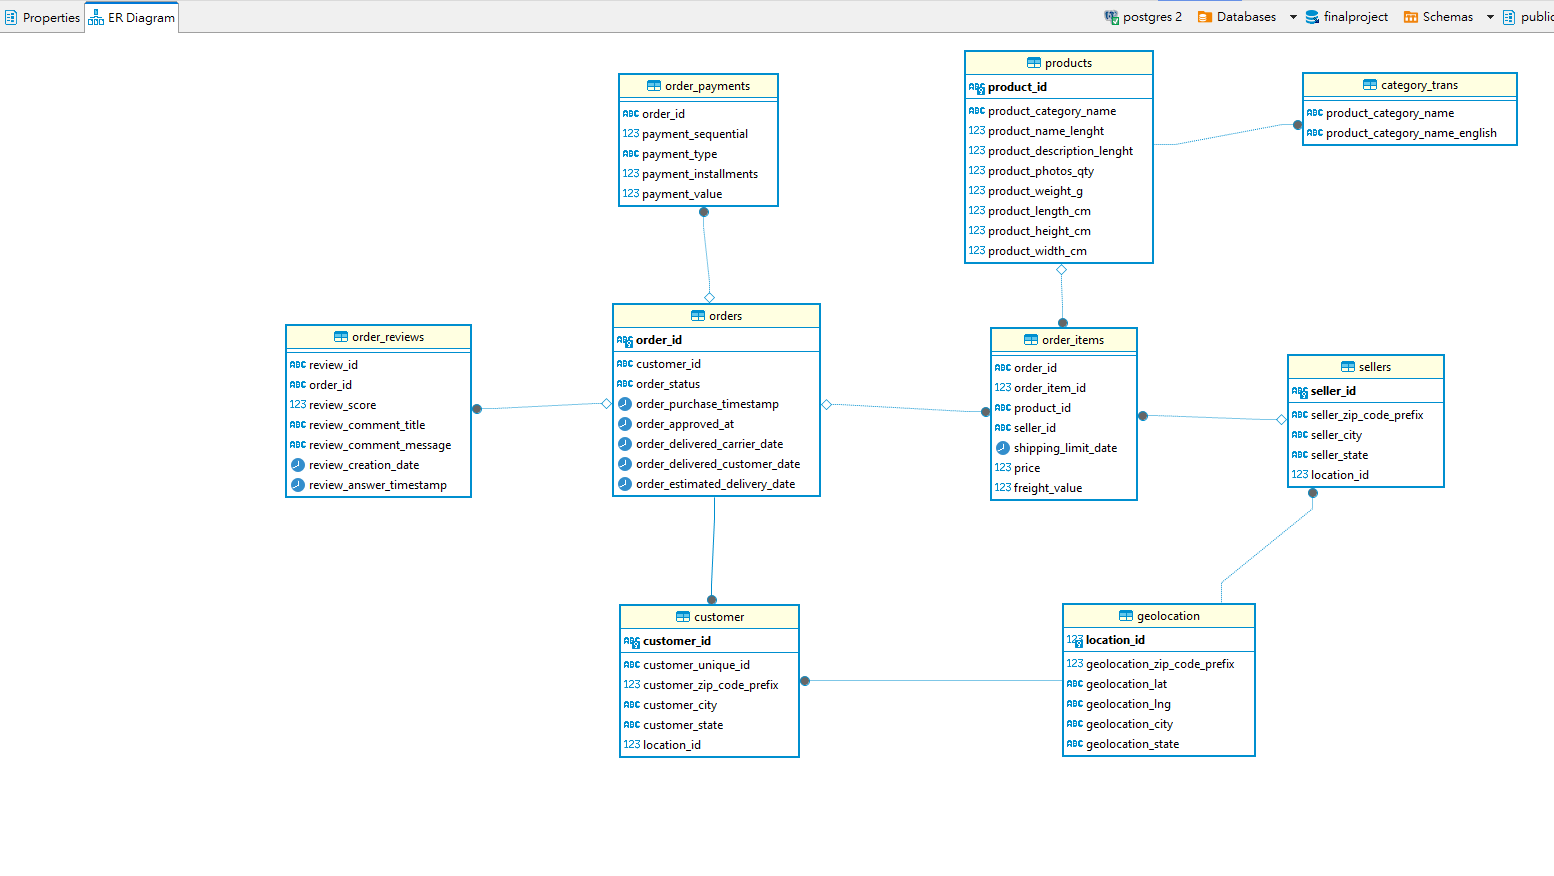 Properties
ER Diagram
postgres 2
Databases
finalproject
Schemas
public
order_payments
ABC order_id
123 payment_sequential
ABC payment_type
123 payment_installments
123 payment_value
products
ABC product_id
ABC product_category_name
123 product_name_lenght
123 product_description_lenght
123 product_photos_qty
123 product_weight_g
123 product_length_cm
123 product_height_cm
123 product_width_cm
category_trans
ABC product_category_name
ABC product_category_name_english
order_reviews
ABC review_id
ABC order_id
123 review_score
ABC review_comment_title
ABC review_comment_message
review_creation_date
review_answer_timestamp
orders
ABC order_id
ABC customer_id
ABC order_status
order_purchase_timestamp
order_approved_at
order_delivered_carrier_date
order_delivered_customer_date
order_estimated_delivery_date
order_items
ABC order_id
123 order_item_id
ABC product_id
ABC seller_id
shipping_limit_date
123 price
123 freight_value
sellers
ABC seller_id
ABC seller_zip_code_prefix
ABC seller_city
ABC seller_state
123 location_id
customer
ABC customer_id
ABC customer_unique_id
123 customer_zip_code_prefix
ABC customer_city
ABC customer_state
123 location_id
geolocation
123 location_id
123 geolocation_zip_code_prefix
ABC geolocation_lat
ABC geolocation_lng
ABC geolocation_city
ABC geolocation_state